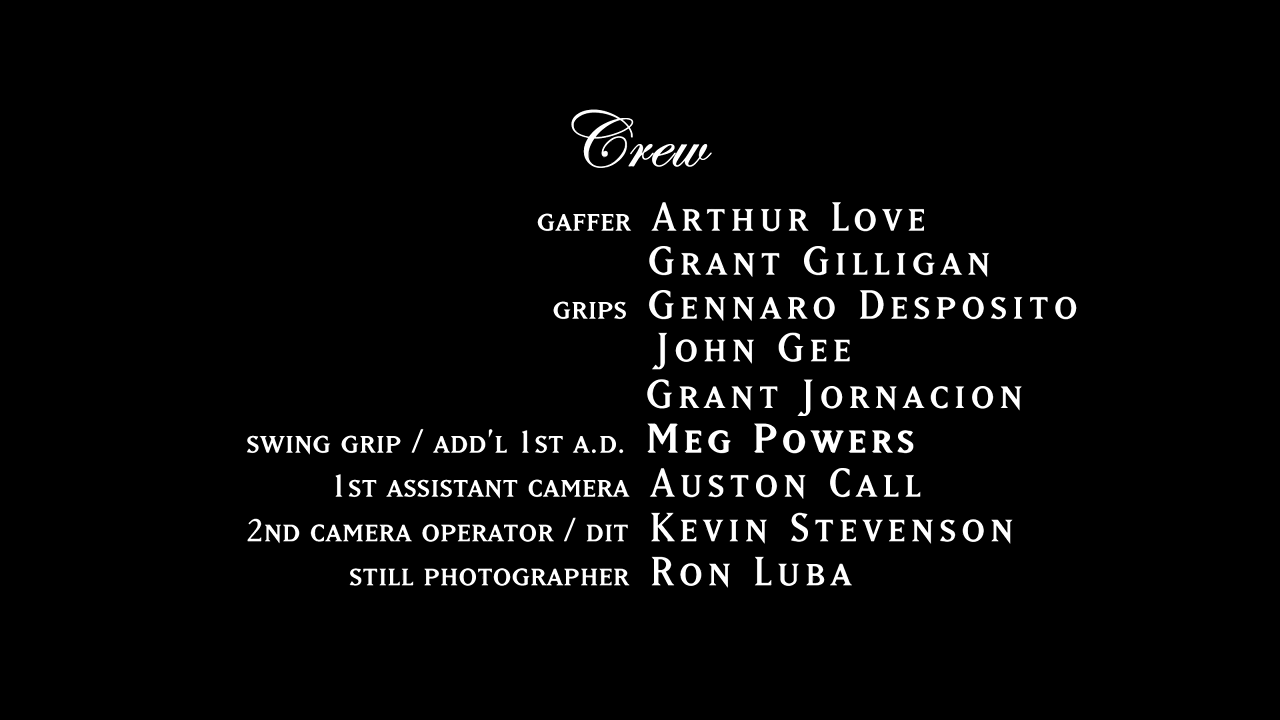 Crew
GAFFER ARTHUR LOVE
GRANT GILLIGAN
GRIPS GENNARO DESPOSITO
JOHN GEE
GRANT JORNACION
SWING GRIP / ADD'L 1ST A.D. MEG POWERS
1ST ASSISTANT CAMERA AUSTON CALL
2ND CAMERA OPERATOR / DIT KEVIN STEVENSON
STILL PHOTOGRAPHER RON LUBA